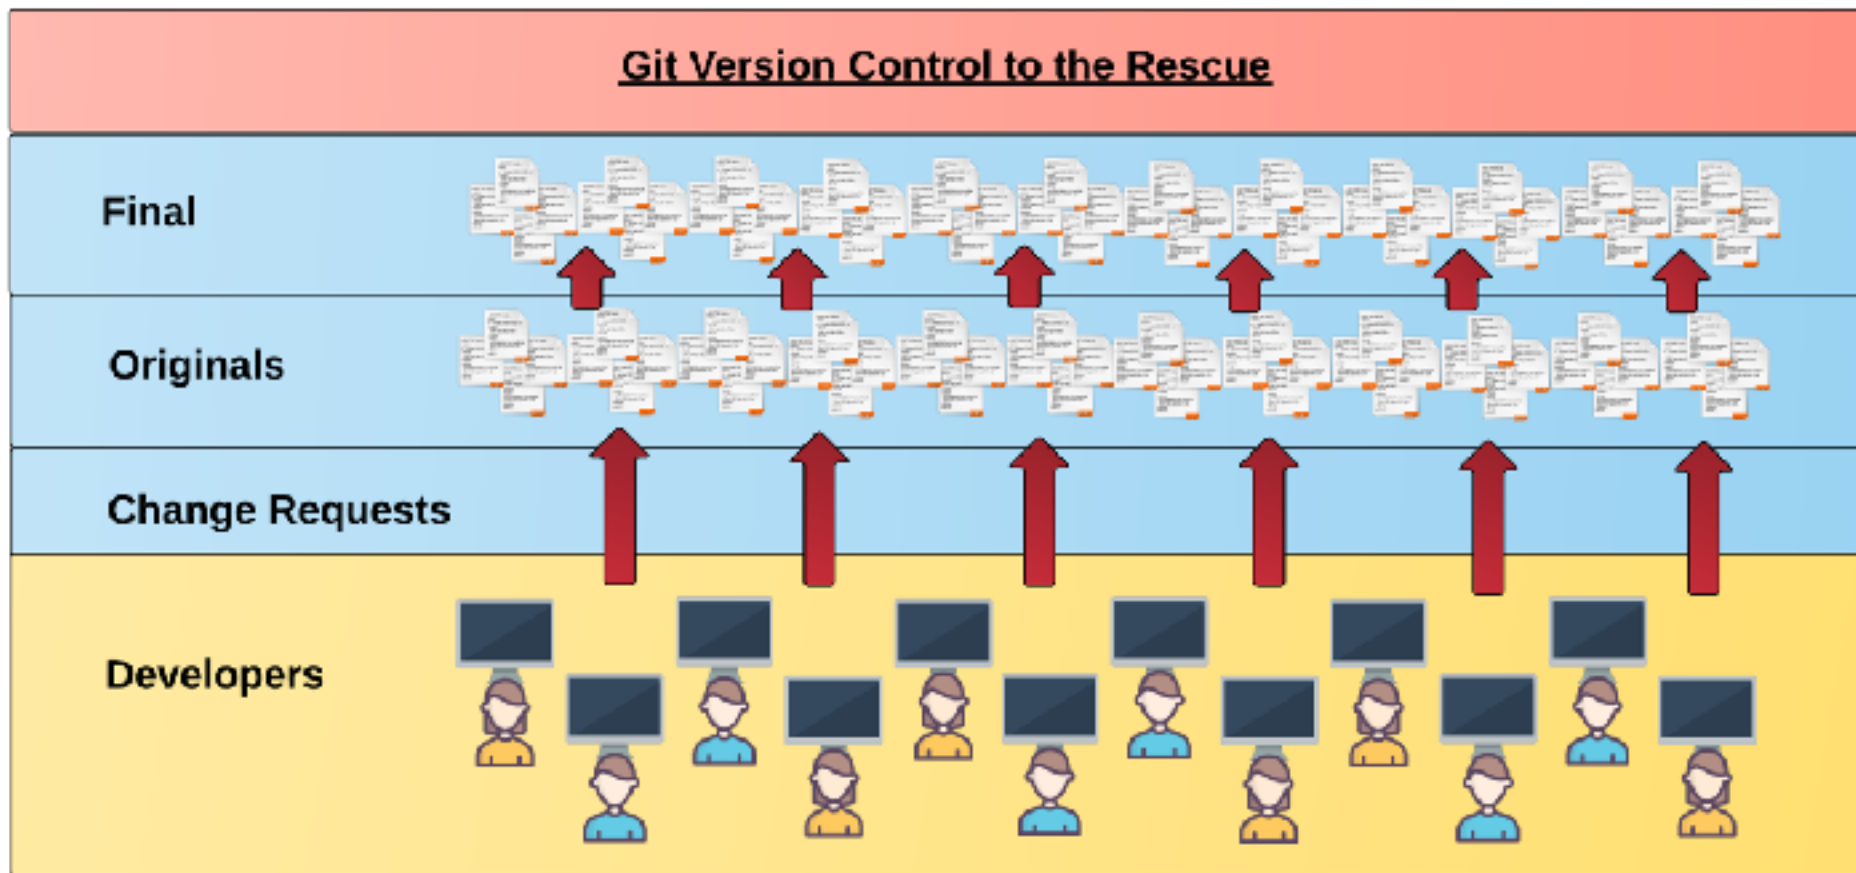 Git Version Control to the Rescue
Final
Originals
Change Requests
Developers